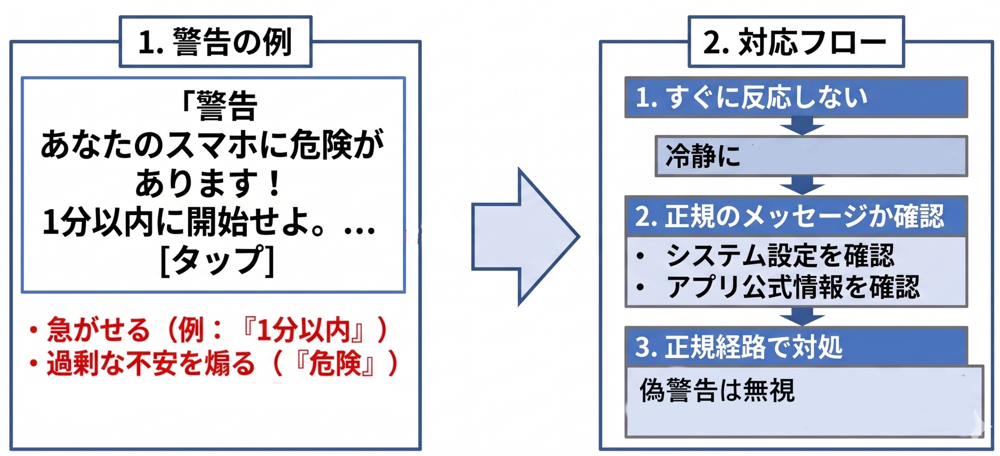 1. 警告の例
「警告
あなたのスマホに危険が
あります！
1分以内に開始せよ。...
[タップ]
・急がせる（例：『1分以内』）
・過剰な不安を煽る（『危険』）
2. 対応フロー
1. すぐに反応しない
冷静に
2. 正規のメッセージか確認
• システム設定を確認
• アプリ公式情報を確認
3. 正規経路で対処
偽警告は無視